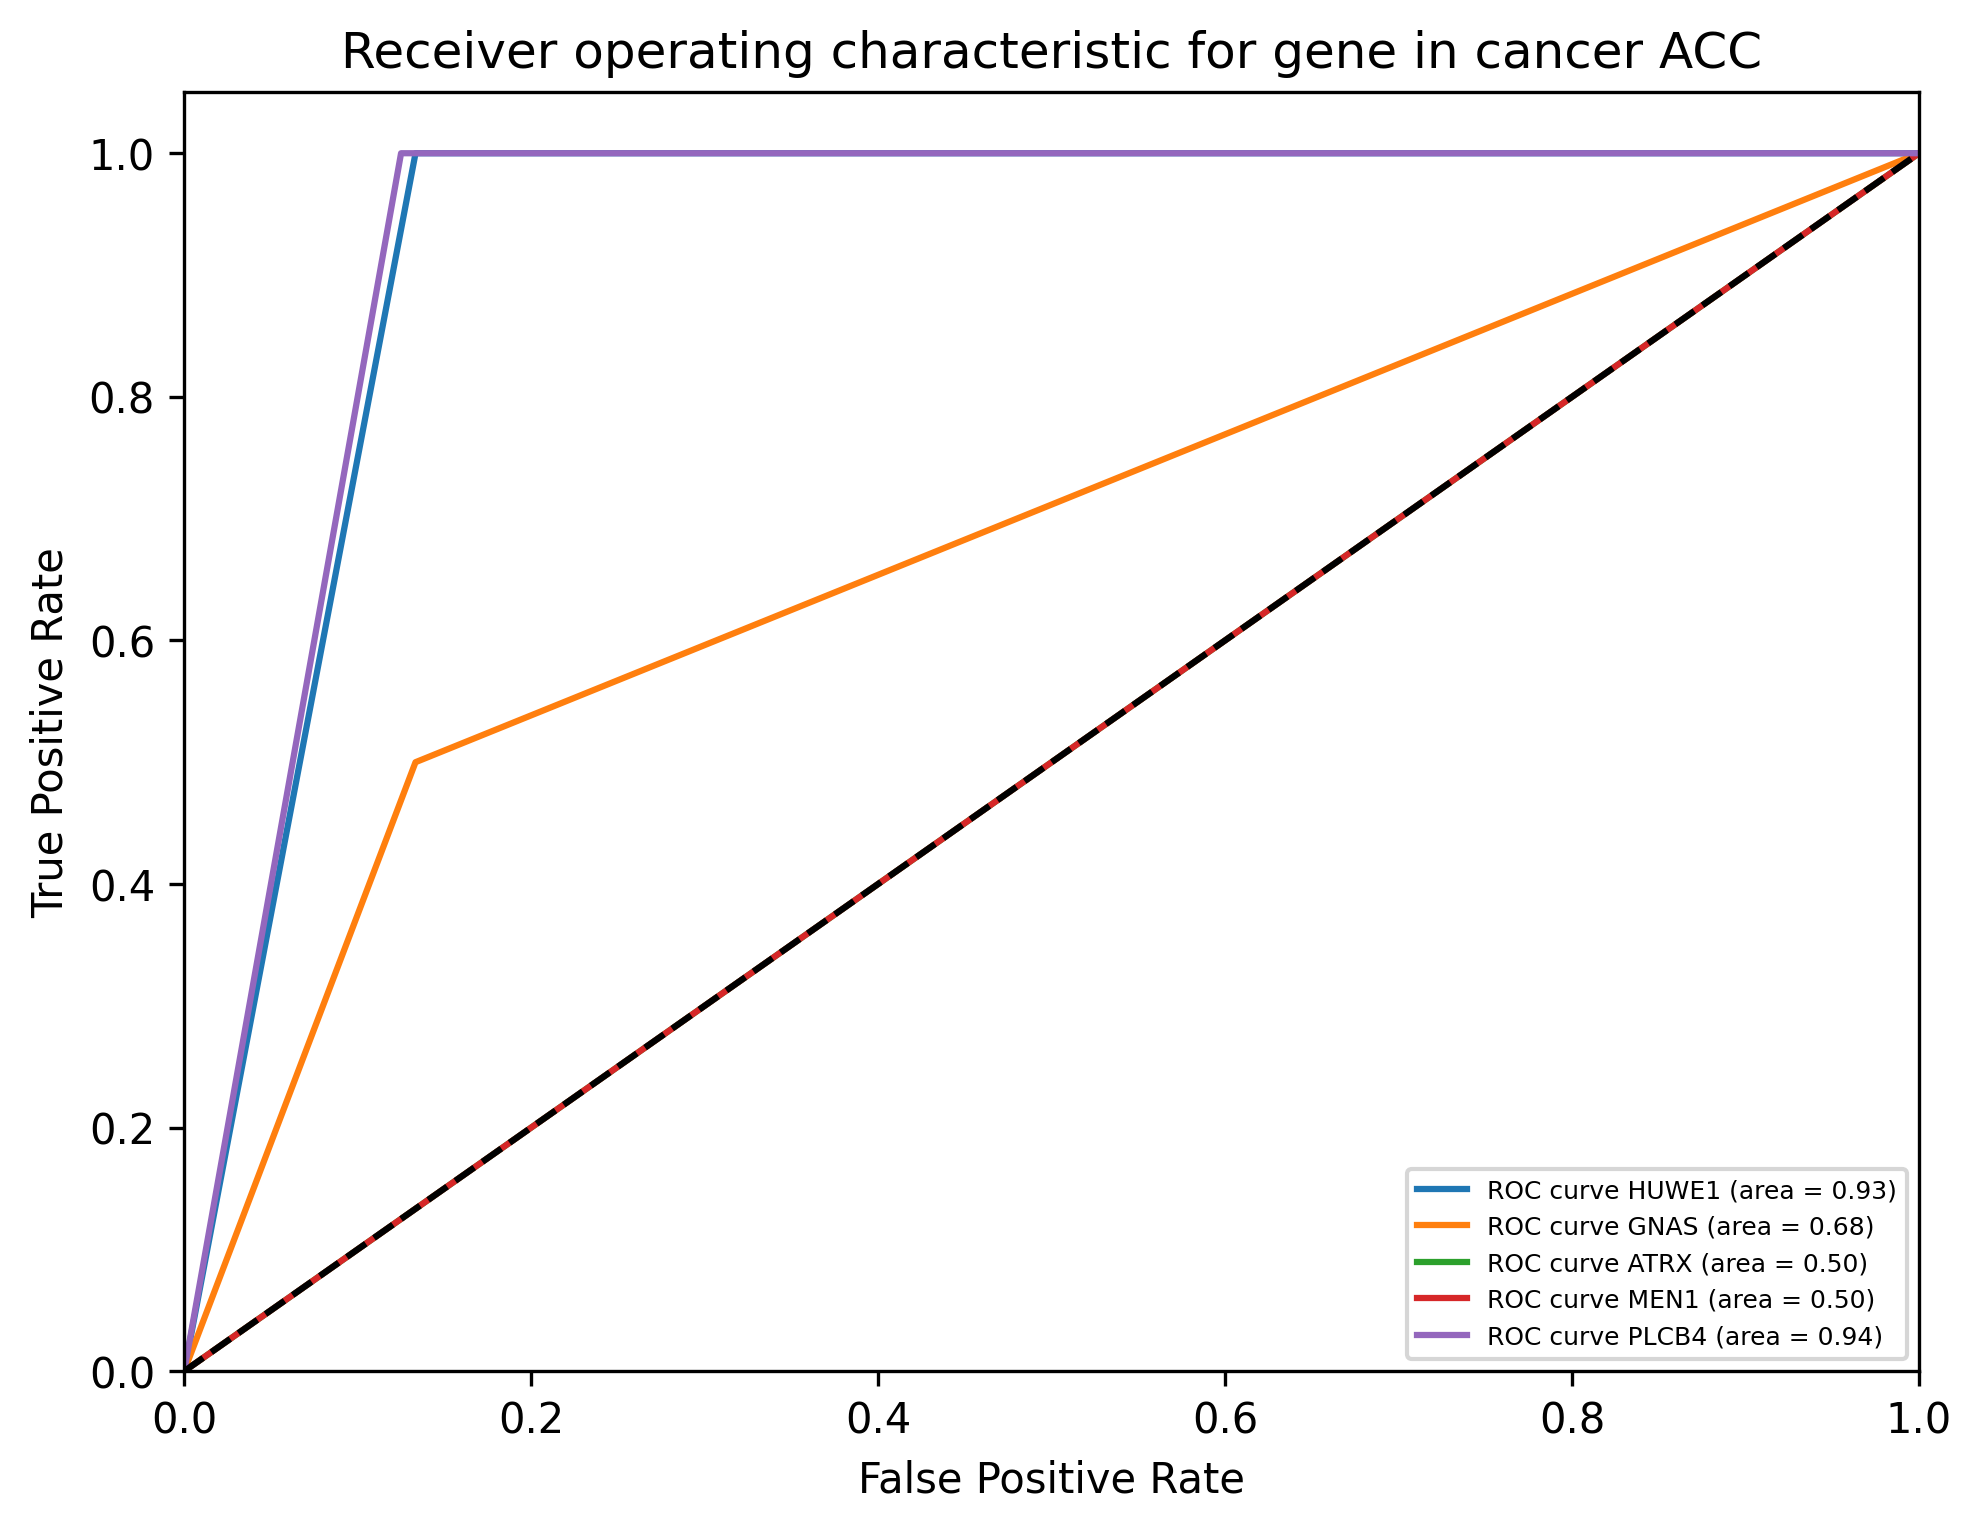 Receiver operating characteristic for gene in cancer ACC
1.0
0.8
0.6
0.4
0.2
0.0
True Positive Rate
ROC curve HUWE1 (area = 0.93)
ROC curve GNAS (area = 0.68)
ROC curve ATRX (area = 0.50)
ROC curve MEN1 (area = 0.50)
ROC curve PLCB4 (area = 0.94)
0.0 0.2 0.4 0.6 0.8 1.0
False Positive Rate